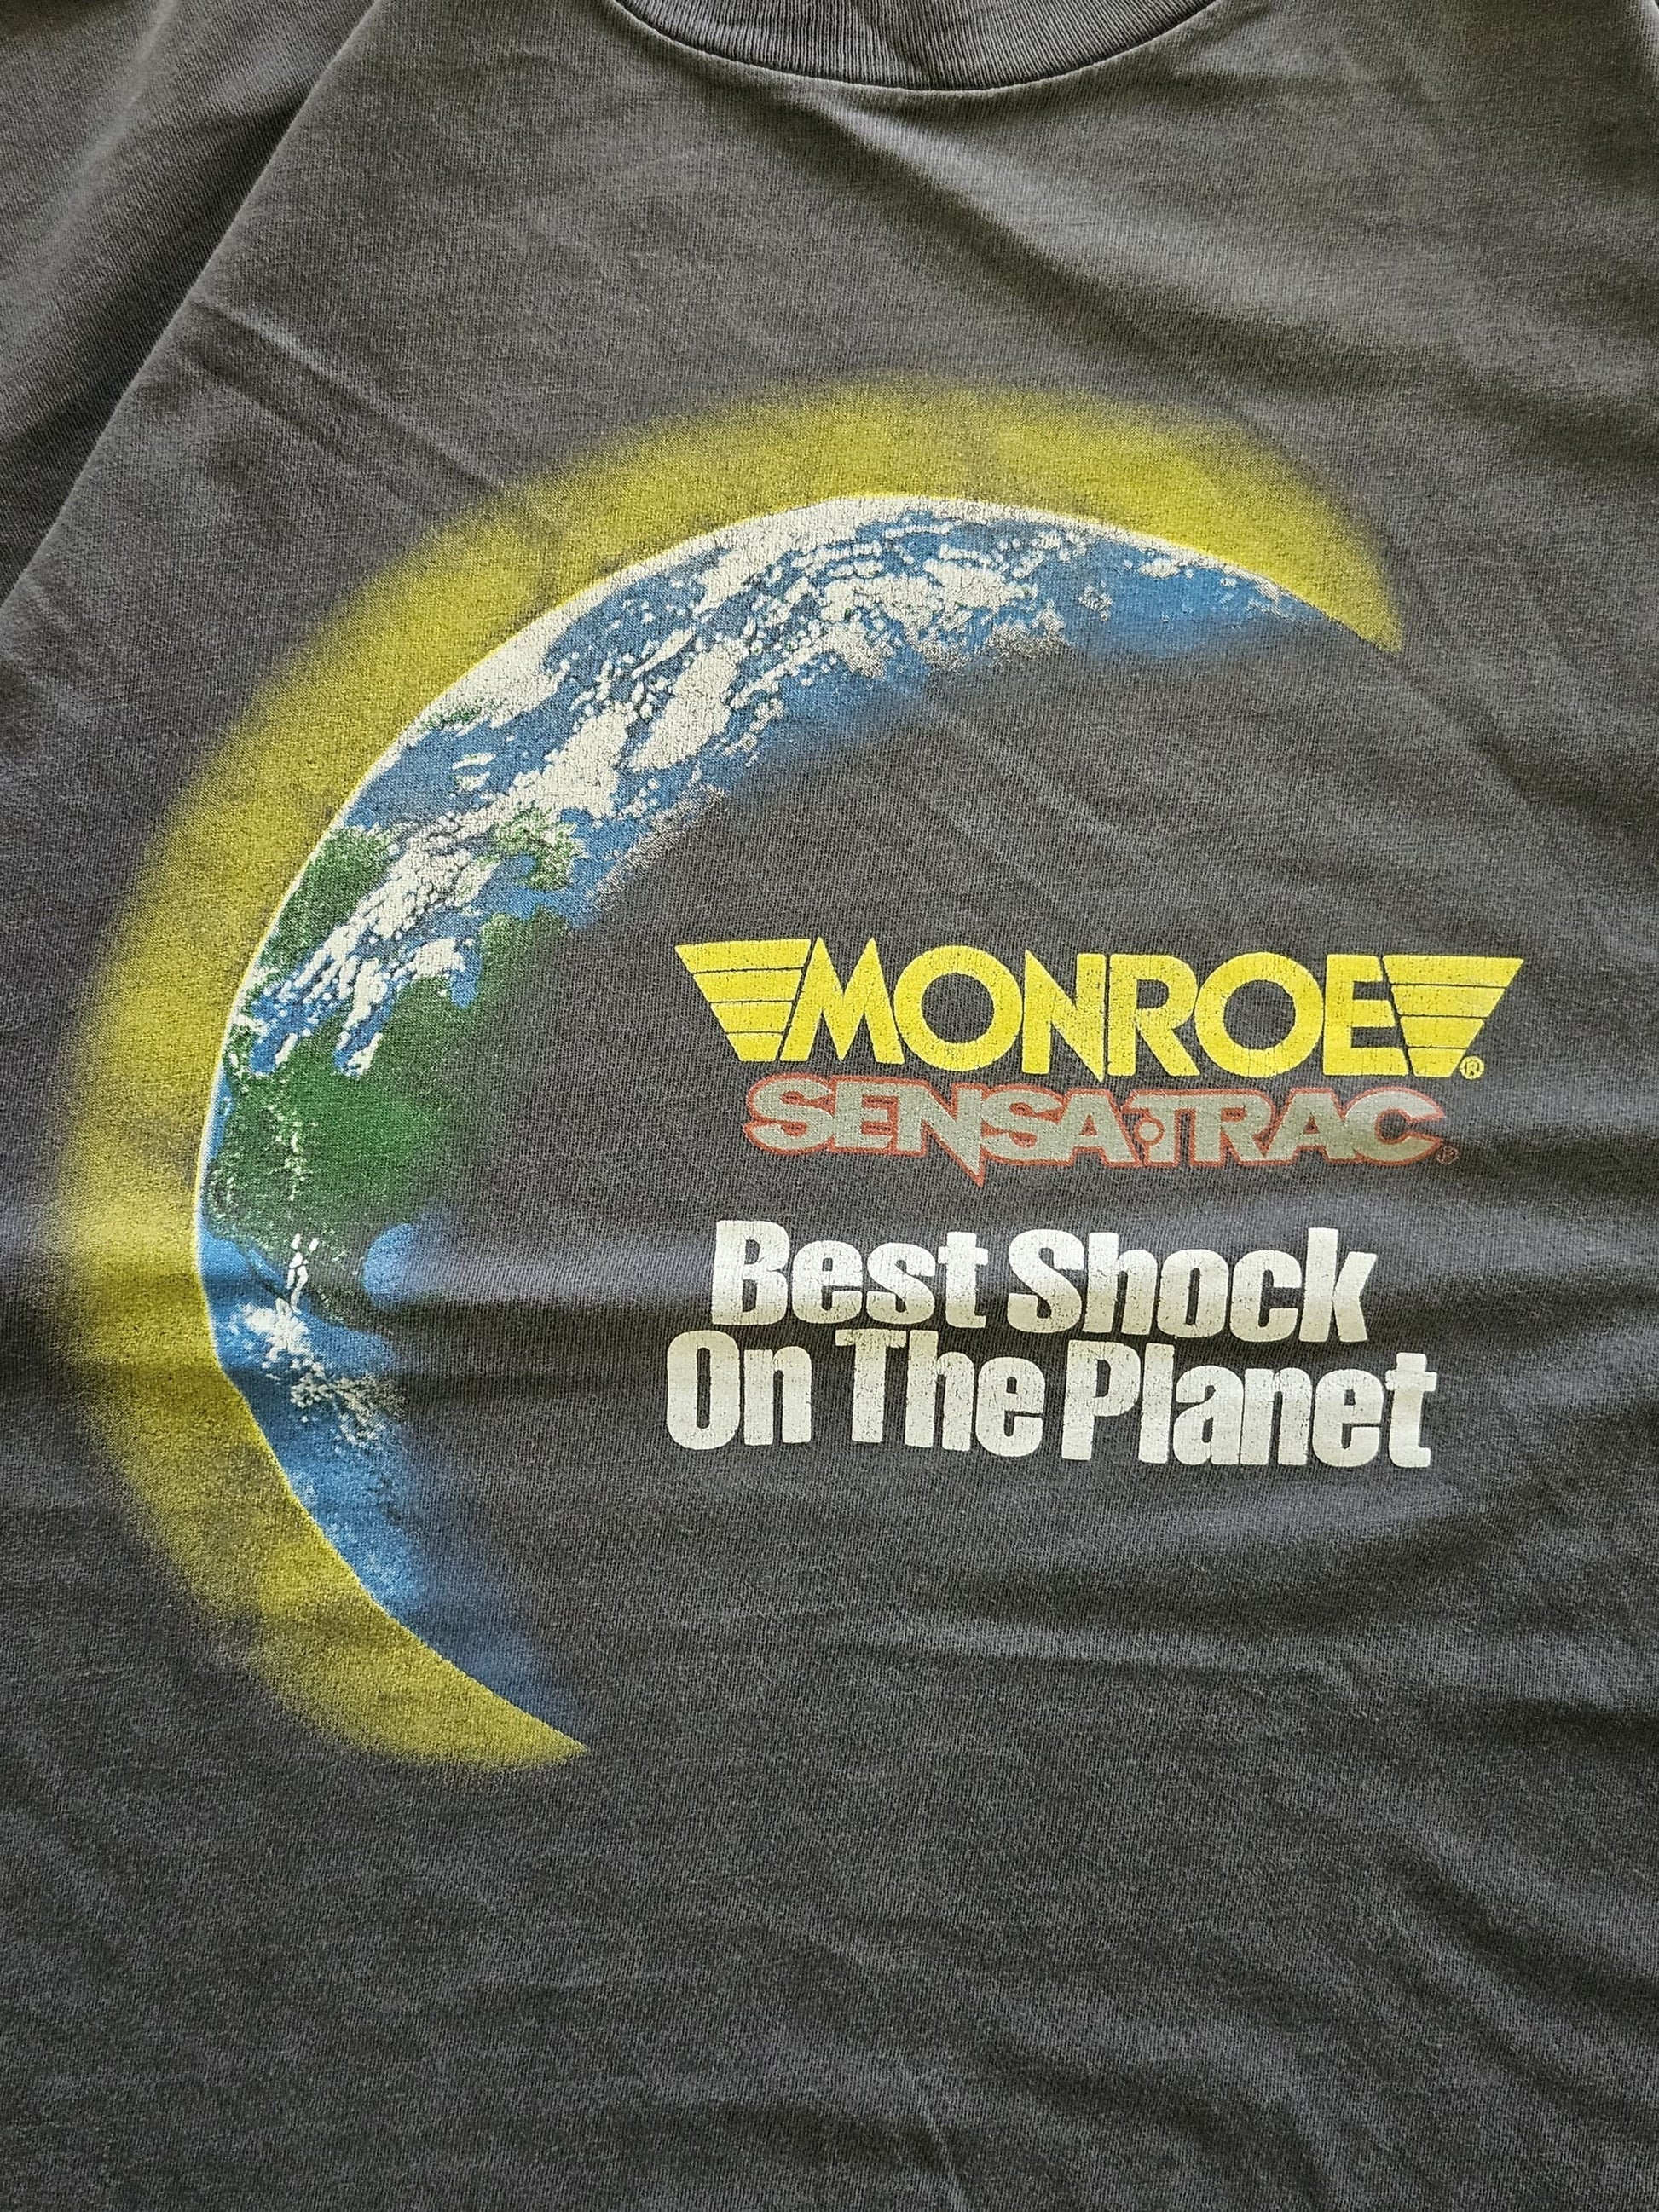 MONROE®
SENSA•TRAC®
Best Shock
On The Planet